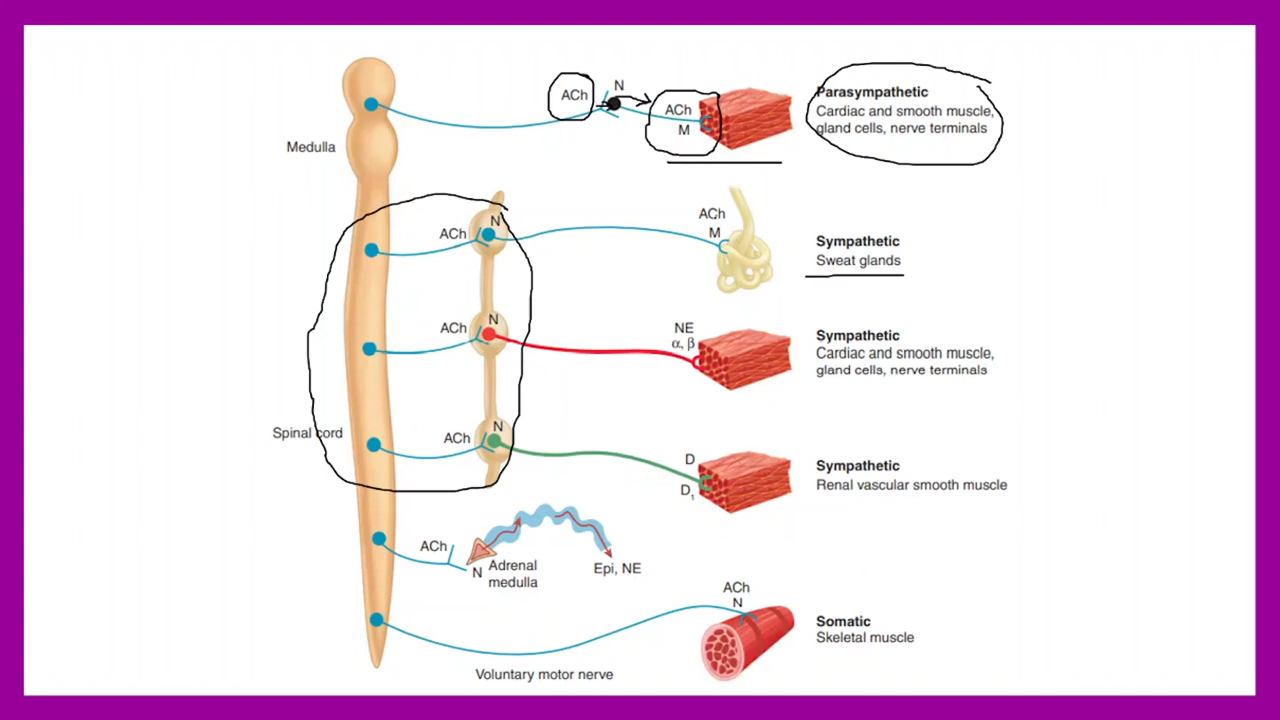 N
ACh
ACh
M
Parasympathetic
Cardiac and smooth muscle,
gland cells, nerve terminals
Medulla
ACh
N
ACh
M
Sympathetic
Sweat glands
ACh
N
NE
α, β
Sympathetic
Cardiac and smooth muscle,
gland cells, nerve terminals
Spinal cord
ACh
N
D
D₁
Sympathetic
Renal vascular smooth muscle
ACh
N
Adrenal
medulla
Epi, NE
ACh
N
Somatic
Skeletal muscle
Voluntary motor nerve